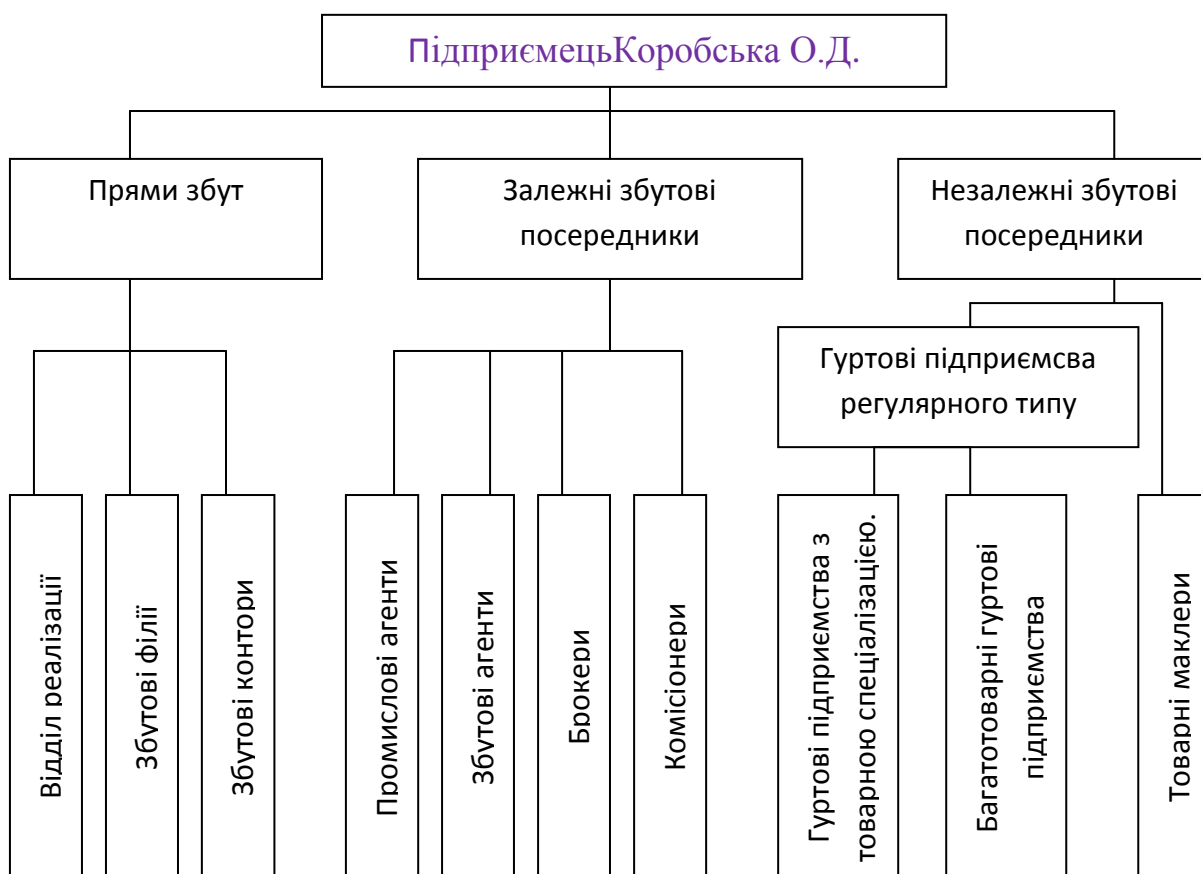 ПідприємецьКоробська О.Д.
Прями збут
Залежні збутові
посередники
Незалежні збутові
посередники
Гуртові підприємсва
регулярного типу
Відділ реалізації
Збутові філії
Збутові контори
Промислові агенти
Збутові агенти
Брокери
Комісіонери
Гуртові підприємства з
товарною спеціалізацією.
Багатотоварні гуртові
підприємства
Товарні маклери